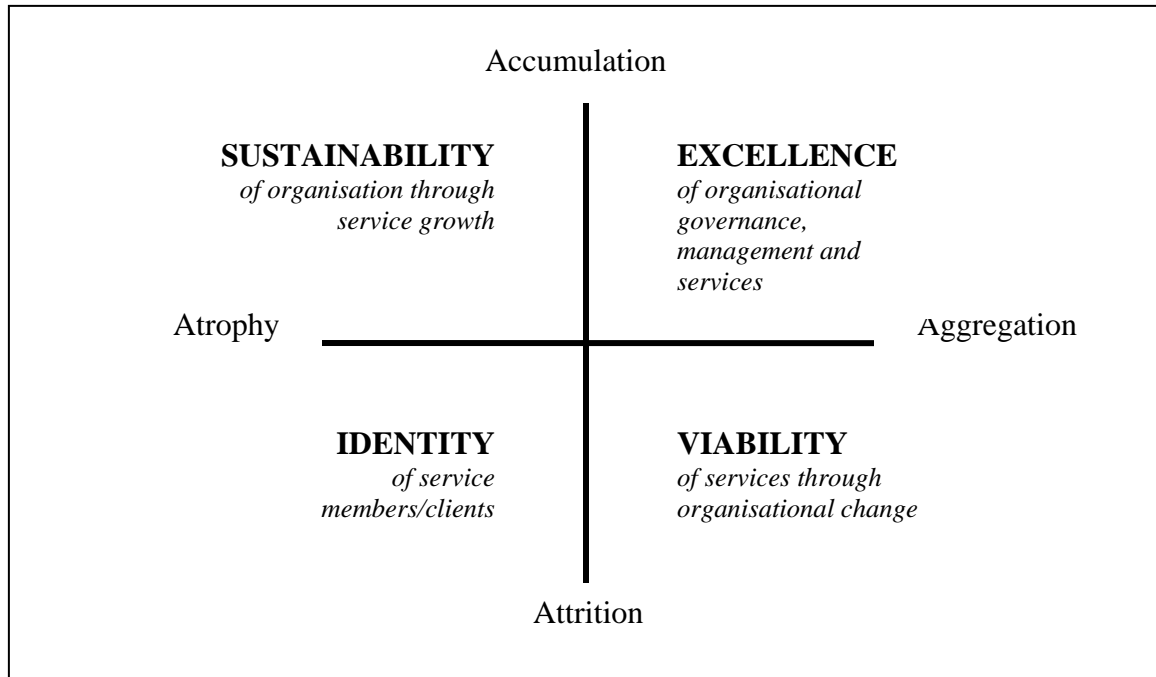 Accumulation
SUSTAINABILITY
of organisation through
service growth
EXCELLENCE
of organisational
governance,
management and
services
Atrophy
Aggregation
IDENTITY
of service
members/clients
VIABILITY
of services through
organisational change
Attrition